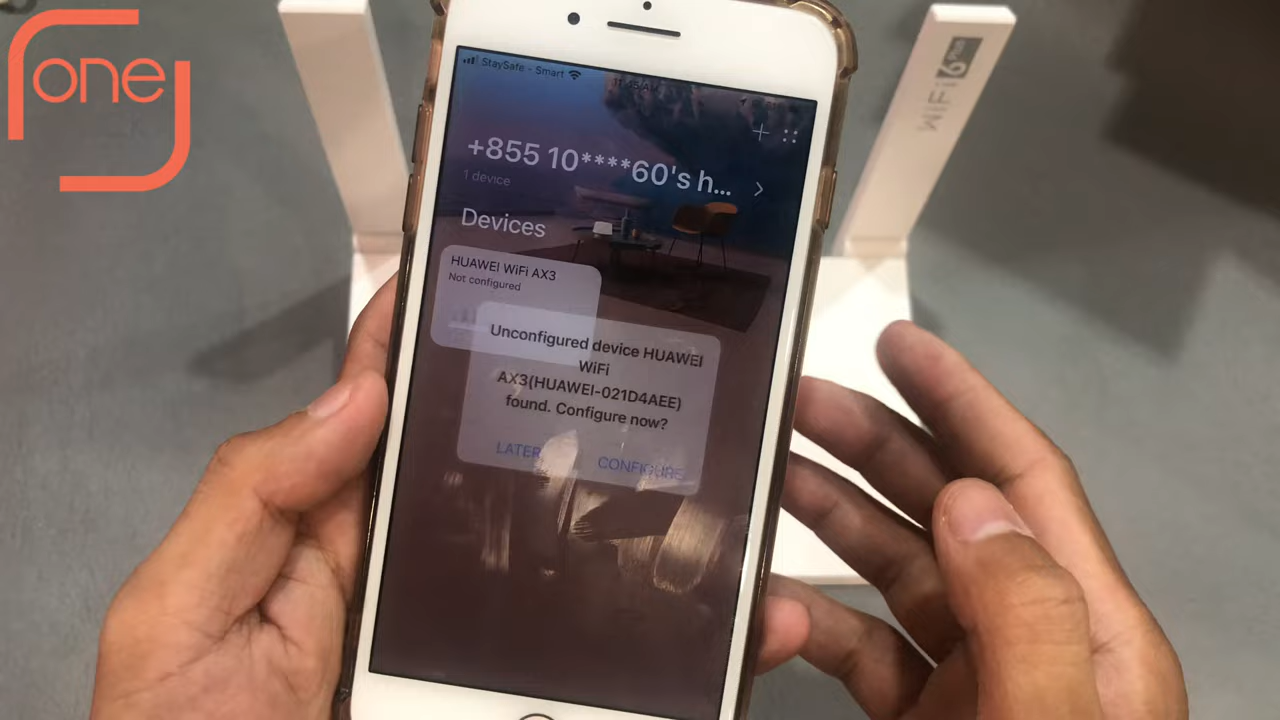 one
StaySafe - Smart
WiFi 6
+855 10****60's h...
1 device
Devices
HUAWEI WiFi AX3
Not configured
Unconfigured device HUAWEI
WiFi
AX3(HUAWEI-021D4AEE)
found. Configure now?
LATER
CONFIGURE